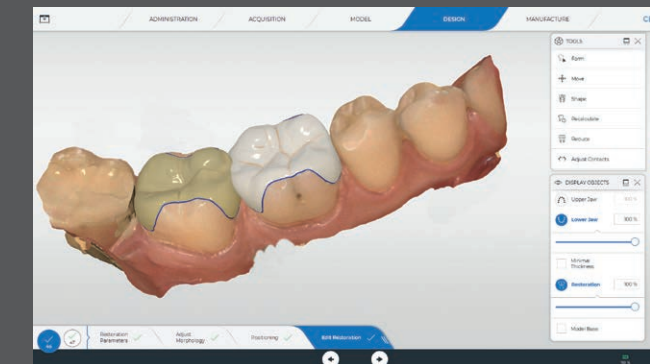 ADMINISTRATION
ACQUISITION
MODEL
DESIGN
MANUFACTURE
TOOLS
Form
Move
Shape
Reduce
Adjust Contacts
DISPLAY OBJECTS
Upper Jaw 100 %
Lower Jaw 100 %
Minimal
Thickness
Restoration 100 %
Model Base
Restoration
Parameters
Adjust
Morphology
Positioning
Edit Restoration